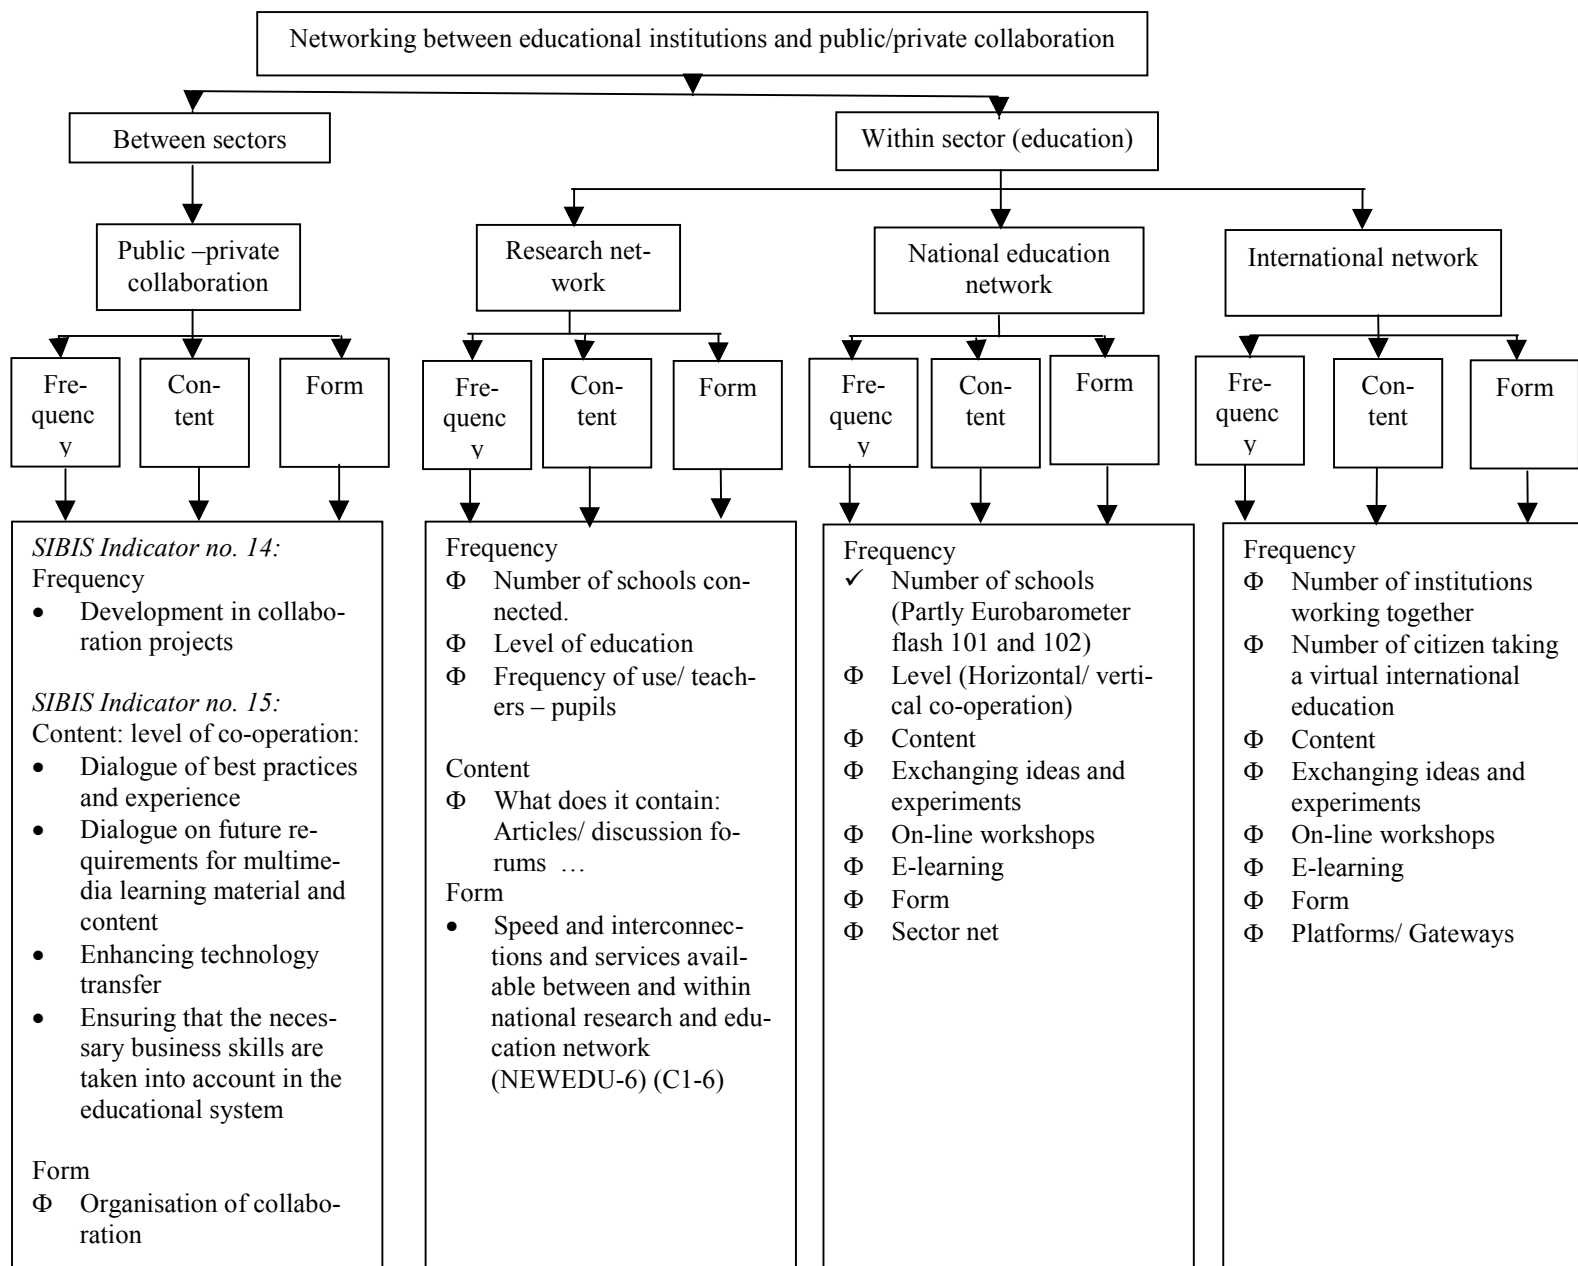 Networking between educational institutions and public/private collaboration
Between sectors
Within sector (education)
Public –private
collaboration
Research net-
work
National education
network
International network
Fre-
quenc
y
Con-
tent
Form
Fre-
quenc
y
Con-
tent
Form
Fre-
quenc
y
Con-
tent
Form
Fre-
quenc
y
Con-
tent
Form
SIBIS Indicator no. 14:
Frequency
• Development in collabo-
ration projects
SIBIS Indicator no. 15:
Content: level of co-operation:
• Dialogue of best practices
and experience
• Dialogue on future re-
quirements for multime-
dia learning material and
content
• Enhancing technology
transfer
• Ensuring that the neces-
sary business skills are
taken into account in the
educational system
Form
Φ Organisation of collabo-
ration
Frequency
Φ Number of schools con-
nected.
Φ Level of education
Φ Frequency of use/ teach-
ers – pupils
Content
Φ What does it contain:
Articles/ discussion fo-
rums …
Form
• Speed and interconnec-
tions and services avail-
able between and within
national research and edu-
cation network
(NEWEDU-6) (C1-6)
Frequency
✓ Number of schools
(Partly Eurobarometer
flash 101 and 102)
Φ Level (Horizontal/ verti-
cal co-operation)
Φ Content
Φ Exchanging ideas and
experiments
Φ On-line workshops
Φ E-learning
Φ Form
Φ Sector net
Frequency
Φ Number of institutions
working together
Φ Number of citizen taking
a virtual international
education
Φ Content
Φ Exchanging ideas and
experiments
Φ On-line workshops
Φ E-learning
Φ Form
Φ Platforms/ Gateways